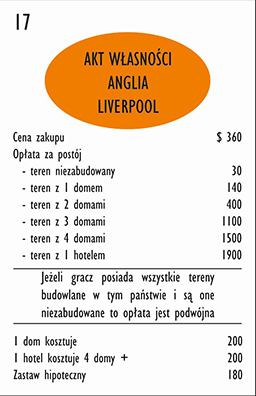 17
AKT WŁASNOŚCI
ANGLIA
LIVERPOOL
Cena zakupu $ 360
Opłata za postój
- teren niezabudowany 30
- teren z 1 domem 140
- teren z 2 domami 400
- teren z 3 domami 1100
- teren z 4 domami 1500
- teren z 1 hotelem 1900
Jeżeli gracz posiada wszystkie tereny
budowlane w tym państwie i są one
niezabudowane to opłata jest podwójna
1 dom kosztuje 200
1 hotel kosztuje 4 domy + 200
Zastaw hipoteczny 180